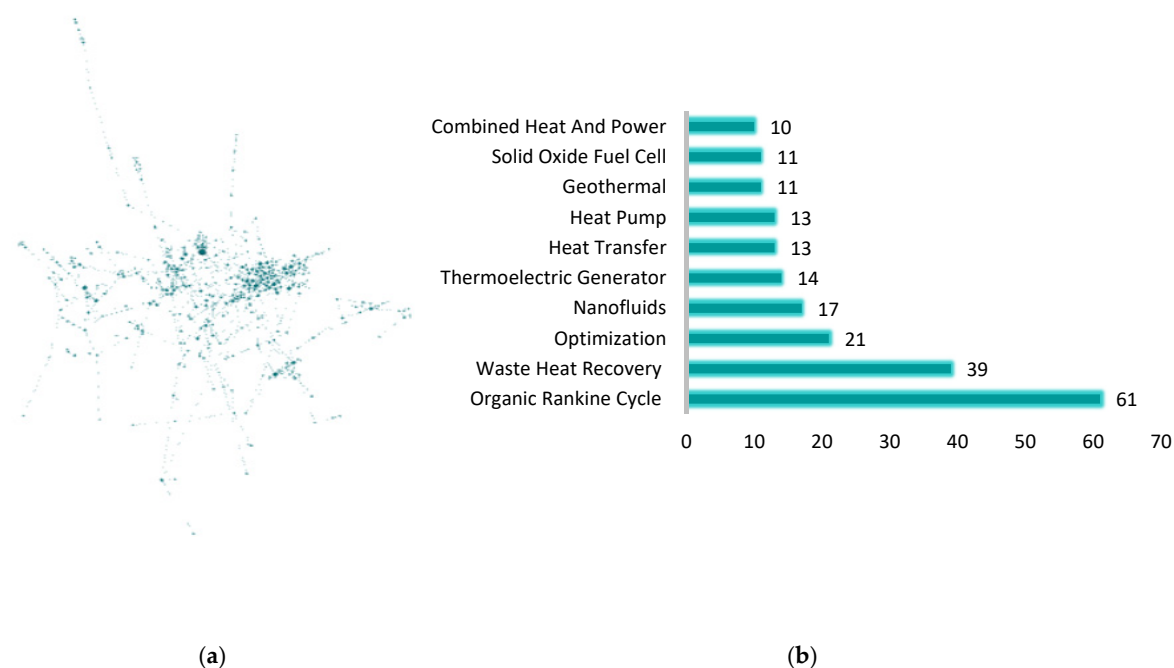 Combined Heat And Power 10
Solid Oxide Fuel Cell 11
Geothermal 11
Heat Pump 13
Heat Transfer 13
Thermoelectric Generator 14
Nanofluids 17
Optimization 21
Waste Heat Recovery 39
Organic Rankine Cycle 61
0 10 20 30 40 50 60 70
(a) (b)